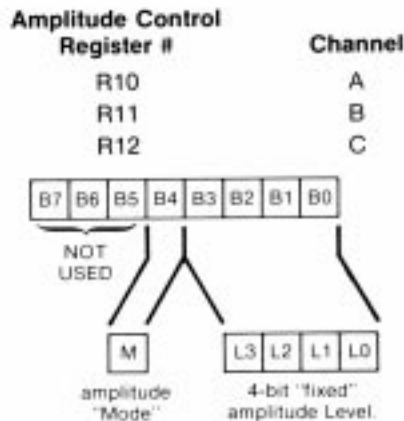 Amplitude Control
Register # Channel
R10 A
R11 B
R12 C
B7 B6 B5 B4 B3 B2 B1 B0
NOT
USED
M L3 L2 L1 L0
amplitude 4-bit "fixed"
"Mode" amplitude Level.